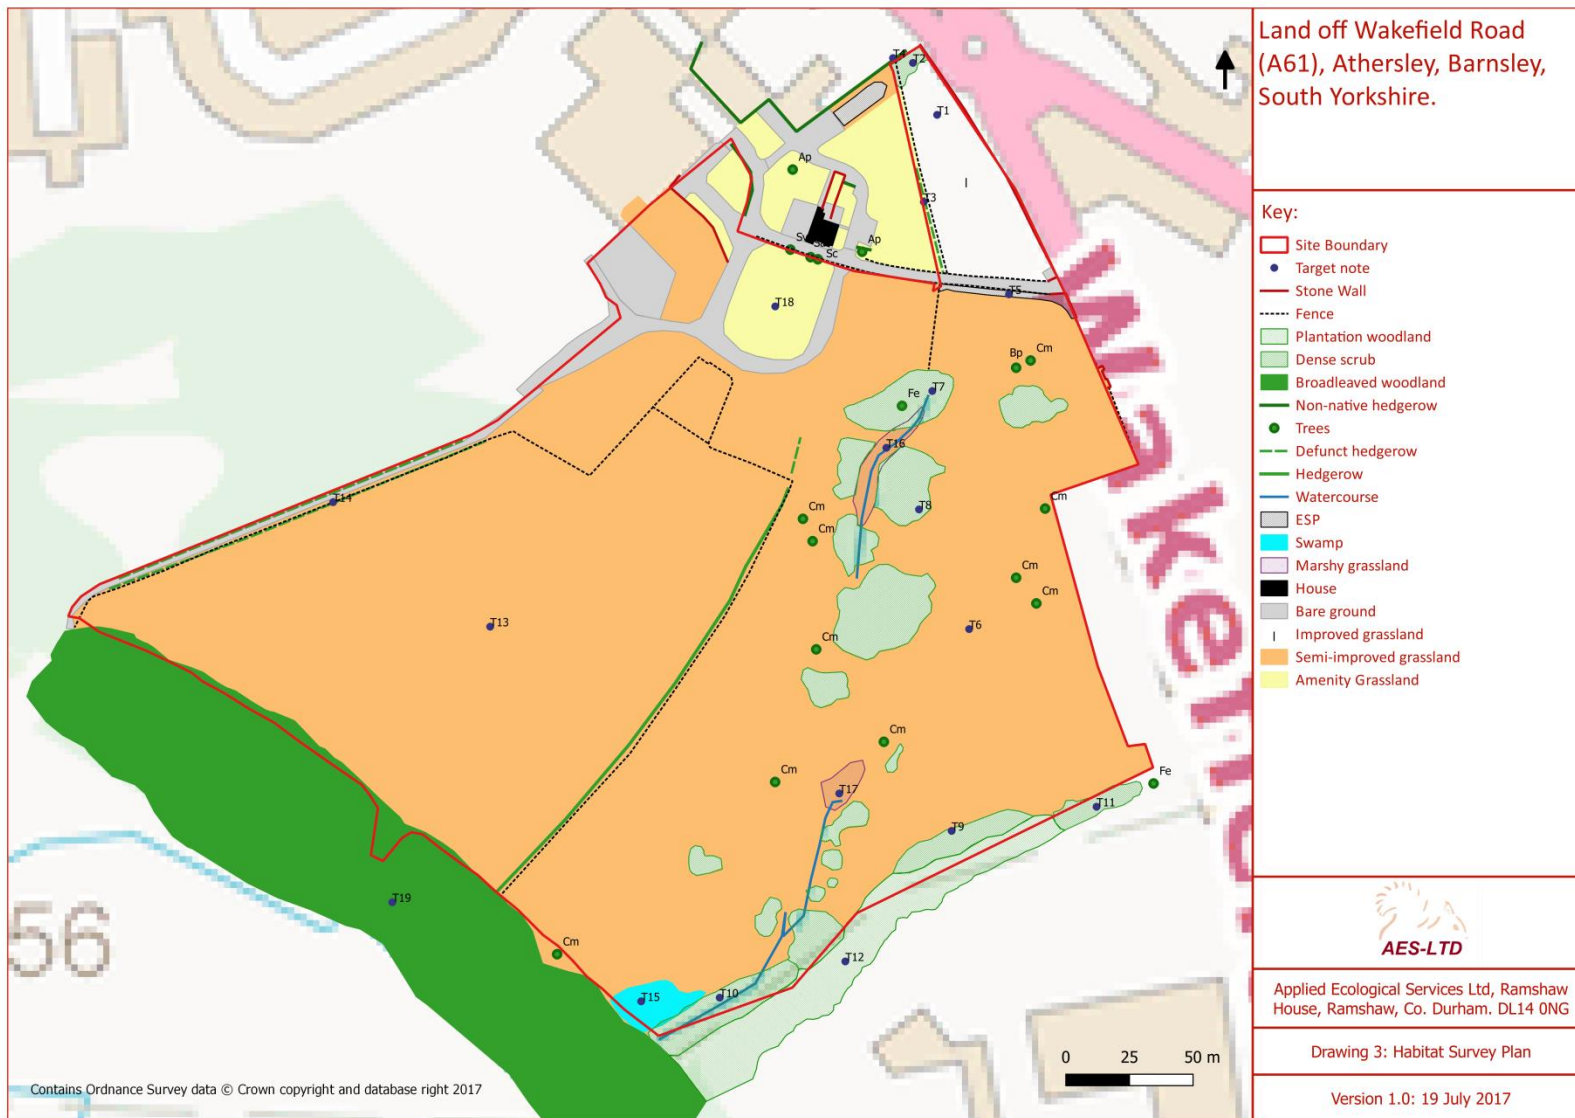 Land off Wakefield Road
(A61), Athersley, Barnsley,
South Yorkshire.
Key:
Site Boundary
Target note
Stone Wall
Fence
Plantation woodland
Dense scrub
Broadleaved woodland
Non-native hedgerow
Trees
Defunct hedgerow
Hedgerow
Watercourse
ESP
Swamp
Marshy grassland
House
Bare ground
I Improved grassland
Semi-improved grassland
Amenity Grassland
AES-LTD
Applied Ecological Services Ltd, Ramshaw
House, Ramshaw, Co. Durham. DL14 0NG
Drawing 3: Habitat Survey Plan
Version 1.0: 19 July 2017
T4
T2
T1
Ap
I
T3
Ap
Sc
T5
T18
Bp
Cm
Fe
T7
T16
T14
T8
Cm
Cm
Cm
Cm
Cm
T13
T6
Cm
Cm
Cm
Fe
T17
T11
T9
T19
56
Cm
T12
T15
T10
0 25 50 m
Contains Ordnance Survey data © Crown copyright and database right 2017